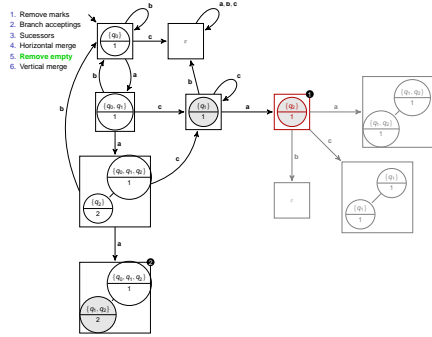 1. Remove marks
2. Branch acceptings
3. Sucessors
4. Horizontal merge
5. Remove empty
6. Vertical merge
b
a, b, c
{q₀}
1
c
ε
b
a
b
c
{q₀, q₁}
1
c
{q₁}
1
a
{q₂}
1
1
a
{q₁, q₂}
1
{q₁, q₂}
1
b
a
c
b
c
{q₀, q₁, q₂}
1
{q₂}
2
ε
{q₁}
1
{q₁}
1
a
2
{q₀, q₁, q₂}
1
{q₁, q₂}
2